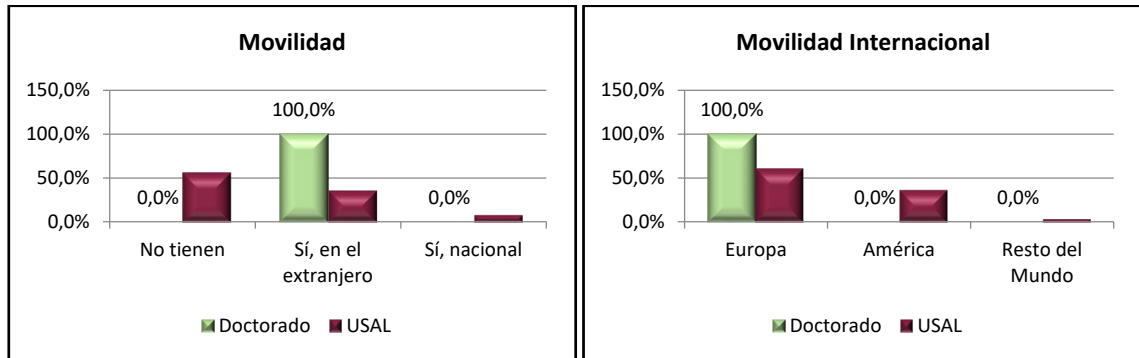 Movilidad
150,0%
100,0%
50,0%
0,0%
100,0%
0,0%
0,0%
No tienen
Sí, en el
extranjero
Sí, nacional
Doctorado
USAL
Movilidad Internacional
150,0%
100,0%
50,0%
0,0%
100,0%
0,0%
0,0%
Europa
América
Resto del
Mundo
Doctorado
USAL